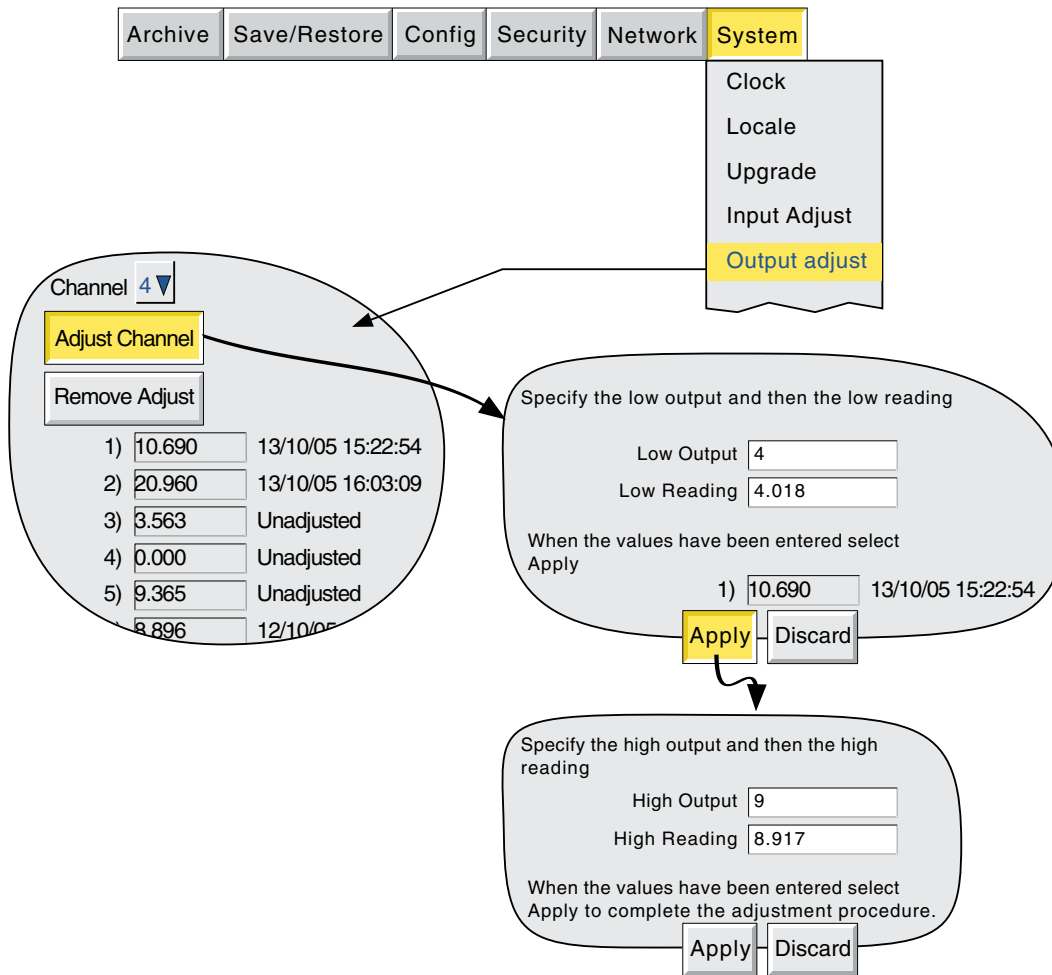 Archive Save/Restore Config Security Network System
Clock
Locale
Upgrade
Input Adjust
Output adjust
Channel 4
Adjust Channel
Remove Adjust
1) 10.690 13/10/05 15:22:54
2) 20.960 13/10/05 16:03:09
3) 3.563 Unadjusted
4) 0.000 Unadjusted
5) 9.365 Unadjusted
8.896 12/10/05
Specify the low output and then the low reading
Low Output 4
Low Reading 4.018
When the values have been entered select
Apply
1) 10.690 13/10/05 15:22:54
Apply Discard
Specify the high output and then the high
reading
High Output 9
High Reading 8.917
When the values have been entered select
Apply to complete the adjustment procedure.
Apply Discard